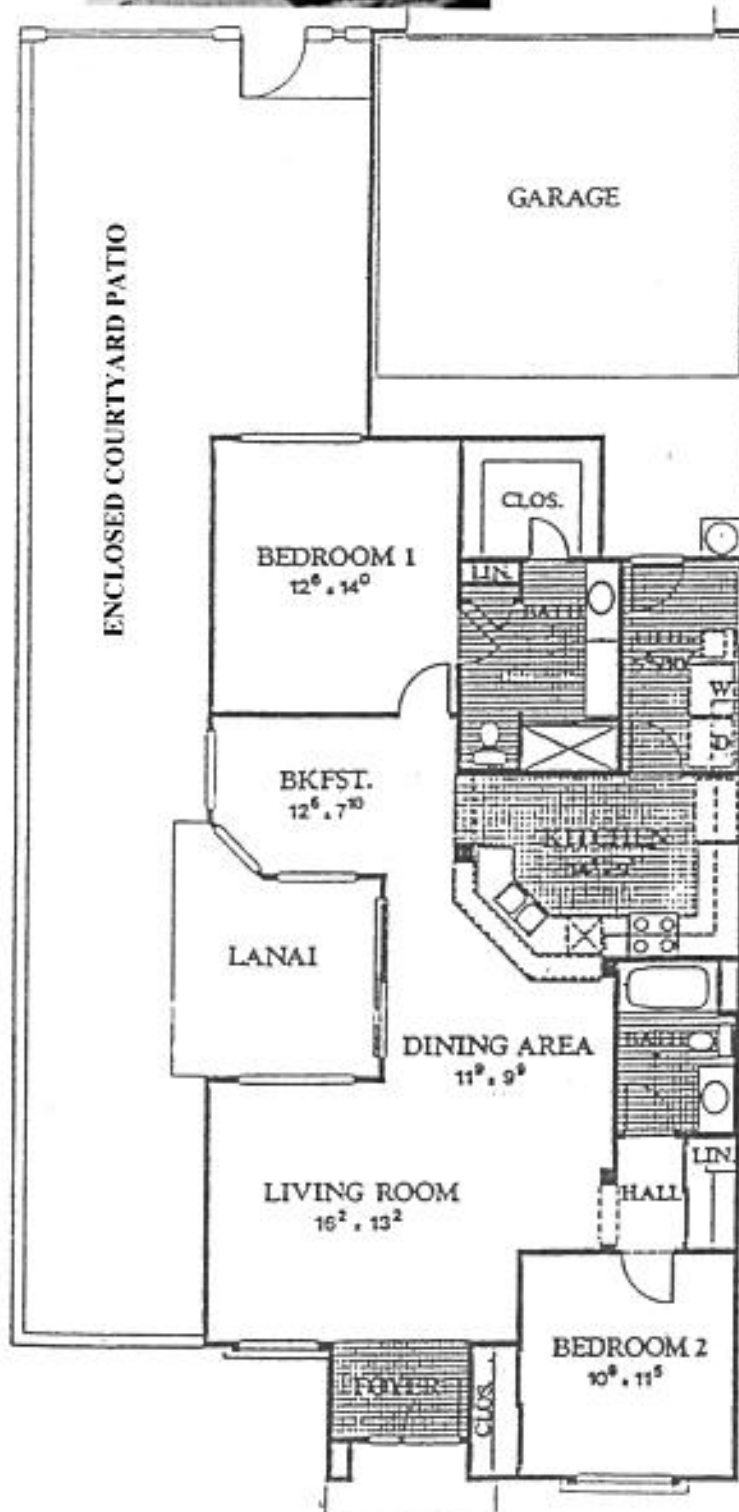 GARAGE
ENCLOSED COURTYARD PATIO
CLOS.
BEDROOM 1
12⁶ x 14⁰
LIN.
BATH
W
D
BKFST.
12⁶ x 7¹⁰
KITCHEN
LANAI
DINING AREA
11⁹ x 9⁹
BATH
LIN.
LIVING ROOM
16² x 13²
HALL
BEDROOM 2
10⁹ x 11⁵
FOYER
CLOS.